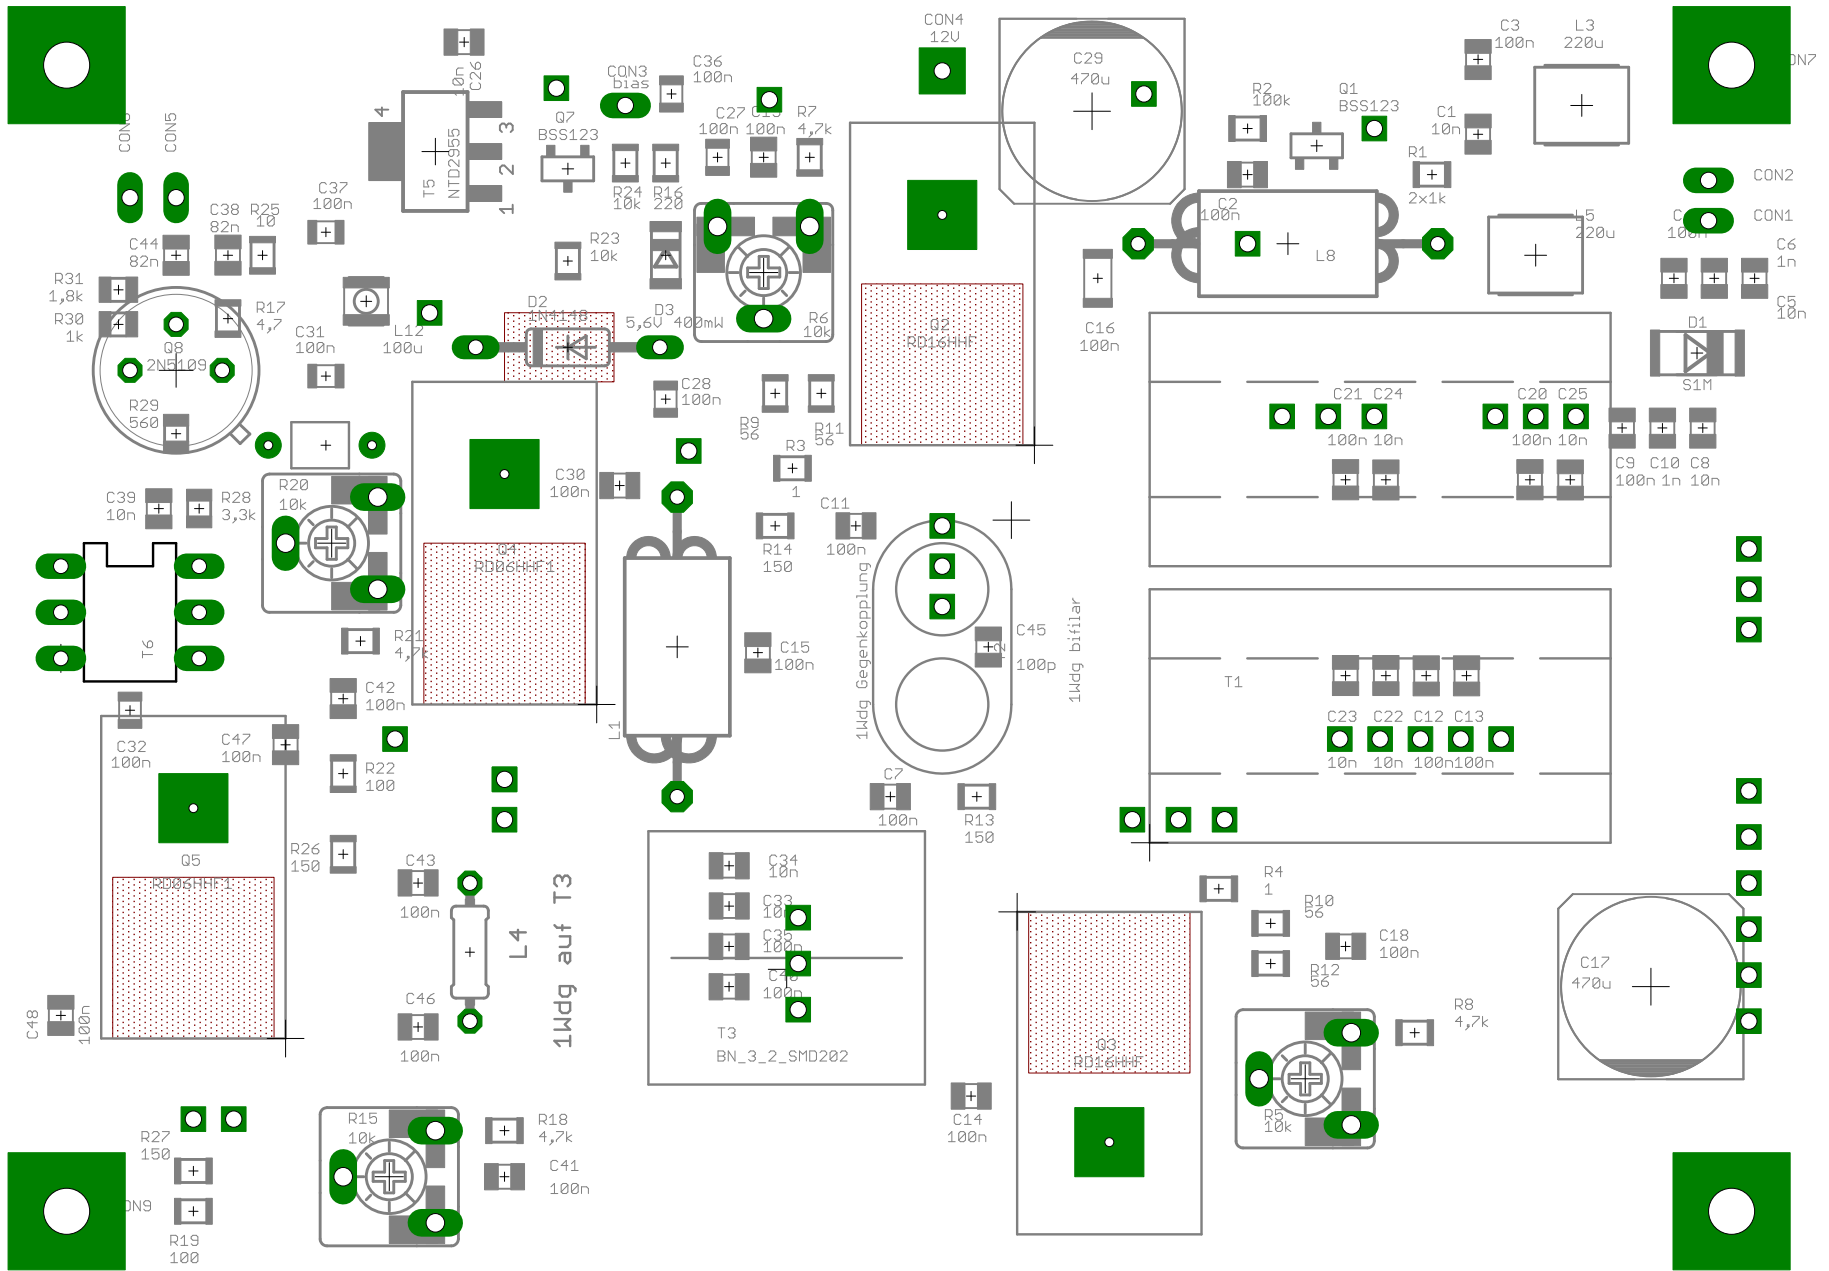 CON4
12V
C3
100n
L3
220u
C26
10n
C36
100n
CON3
bias
C29
470u
R2
100k
Q1
BSS123
C1
10n
CON5
4
3
2
1
T5
NTD2955
Q7
BSS123
C27
100n
100n
R7
4,7k
R1
2x1k
CON2
CON1
C37
100n
R24
10k
R16
220
C2
100n
L5
220u
C38
82n
R25
10
C44
82n
R23
10k
L8
C6
1n
R31
1,8k
R30
1k
R17
4,7
D2
1N4148
D3
5,6V 400mW
R6
10k
Q2
RD16HHF
C5
10n
C16
100n
D1
S1M
Q8
2N5109
C31
100n
L12
100u
R29
560
C28
100n
R9
56
R11
56
C21
100n
C24
10n
C20
100n
C25
10n
R3
1
C30
100n
C9
100n
C10
1n
C8
10n
C39
10n
R28
3,3k
R20
10k
R14
150
C11
100n
Q4
RD06HHF1
1Wdg Gegenkopplung
1Wdg bifilar
C45
100p
T6
R21
4,7k
C15
100n
T1
C42
100n
L1
C32
100n
C47
100n
R22
100
C23
10n
C22
10n
C12
100n
C13
100n
C7
100n
R13
150
R26
150
Q5
RD06HHF1
C43
100n
C34
10n
C33
C35
100n
100n
T3
BN_3_2_SMD202
L4
1Wdg auf T3
R4
1
R10
56
R12
56
C18
100n
C17
470u
C48
100n
C46
100n
R8
4,7k
Q3
RD16HHF
R5
10k
C14
100n
R27
150
R19
100
R15
10k
R18
4,7k
C41
100n